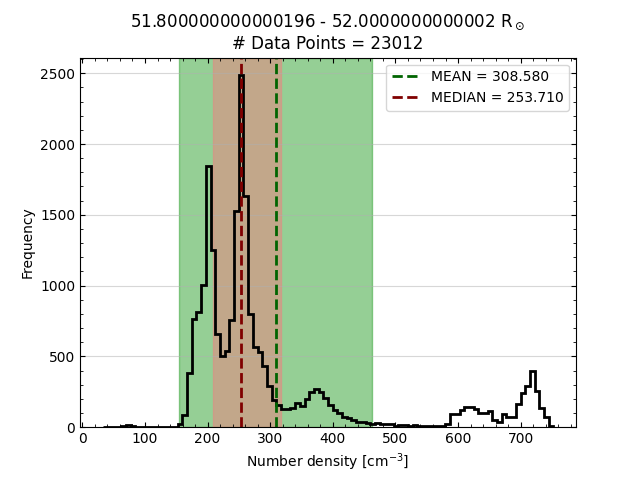 51.800000000000196 - 52.0000000000002 R⊙
# Data Points = 23012
MEAN = 308.580
MEDIAN = 253.710
Frequency
2500
2000
1500
1000
500
0
0 100 200 300 400 500 600 700
Number density [cm⁻³]